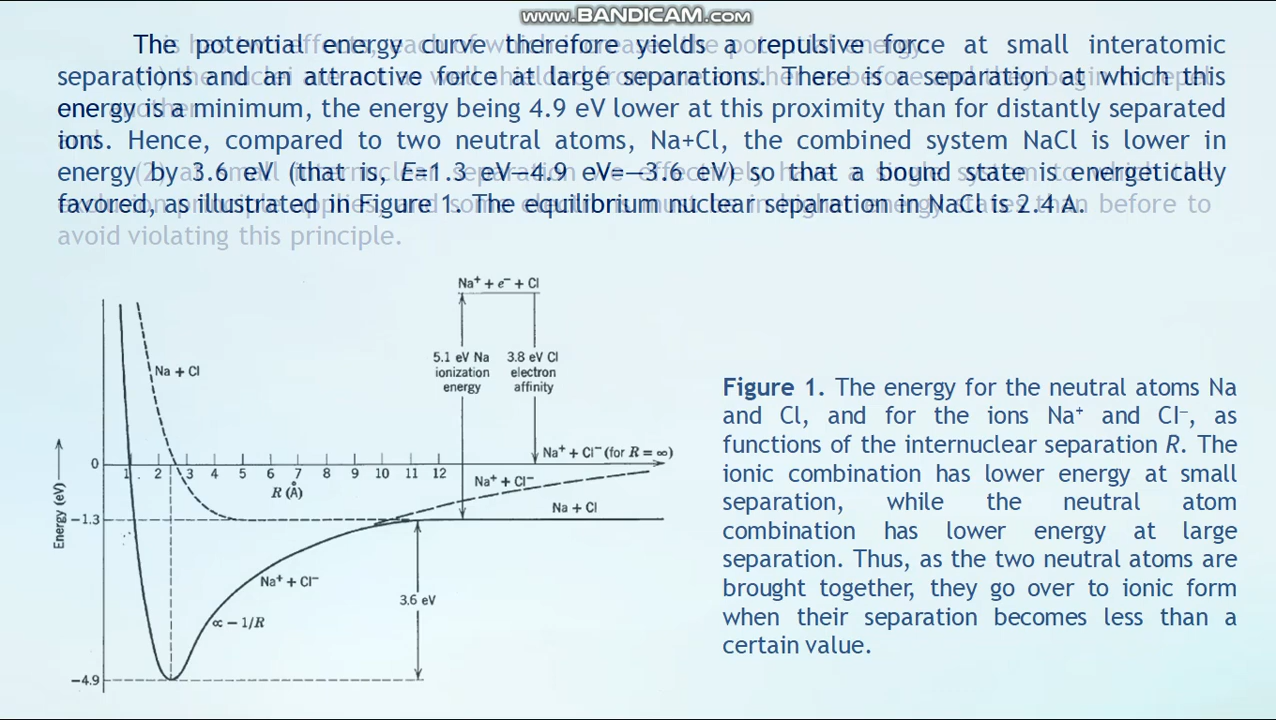 www.BANDICAM.com
The potential energy curve therefore yields a repulsive force at small interatomic
separations and an attractive force at large separations. There is a separation at which this
energy is a minimum, the energy being 4.9 eV lower at this proximity than for distantly separated
ions. Hence, compared to two neutral atoms, Na+Cl, the combined system NaCl is lower in
energy by 3.6 eV (that is, E=1.3 eV—4.9 eV=—3.6 eV) so that a bound state is energetically
favored, as illustrated in Figure 1. The equilibrium nuclear separation in NaCl is 2.4 A.
avoid violating this principle.
Na⁺ + e⁻ + Cl
5.1 eV Na
ionization
energy
3.8 eV Cl
electron
affinity
Na + Cl
Na⁺ + Cl⁻ (for R = ∞)
0
1 2 3 4 5 6 7 8 9 10 11 12
R (Å)
Na⁺ + Cl⁻
Na + Cl
Energy (eV)
−1.3
Na⁺ + Cl⁻
3.6 eV
∝ − 1/R
−4.9
Figure 1. The energy for the neutral atoms Na
and Cl, and for the ions Na⁺ and Cl⁻, as
functions of the internuclear separation R. The
ionic combination has lower energy at small
separation, while the neutral atom
combination has lower energy at large
separation. Thus, as the two neutral atoms are
brought together, they go over to ionic form
when their separation becomes less than a
certain value.